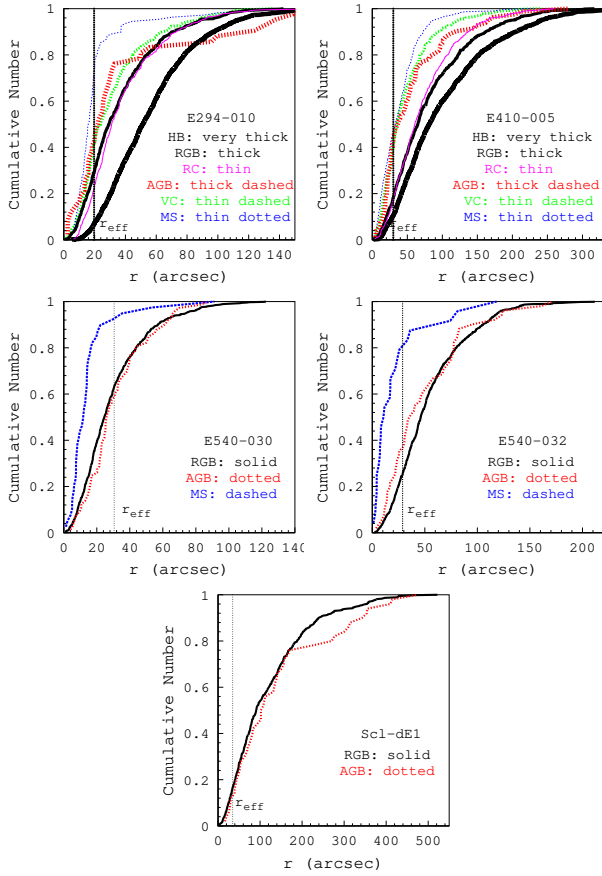 Cumulative Number
1
0.8
0.6
0.4
0.2
0
E294-010
HB: very thick
RGB: thick
RC: thin
AGB: thick dashed
VC: thin dashed
MS: thin dotted
r_eff
0 40 80 120
r (arcsec)
Cumulative Number
1
0.8
0.6
0.4
0.2
0
E410-005
HB: very thick
RGB: thick
RC: thin
AGB: thick dashed
VC: thin dashed
MS: thin dotted
reff
0 100 200 300
r (arcsec)
Cumulative Number
1
0.8
0.6
0.4
0.2
0
E540-030
RGB: solid
AGB: dotted
MS: dashed
r_eff
0 20 40 60 80 100 120 140
r (arcsec)
Cumulative Number
1
0.8
0.6
0.4
0.2
0
E540-032
RGB: solid
AGB: dotted
MS: dashed
r_eff
0 50 100 150 200
r (arcsec)
Cumulative Number
1
0.8
0.6
0.4
0.2
0
Scl-dE1
RGB: solid
AGB: dotted
r_eff
0 100 200 300 400 500
r (arcsec)